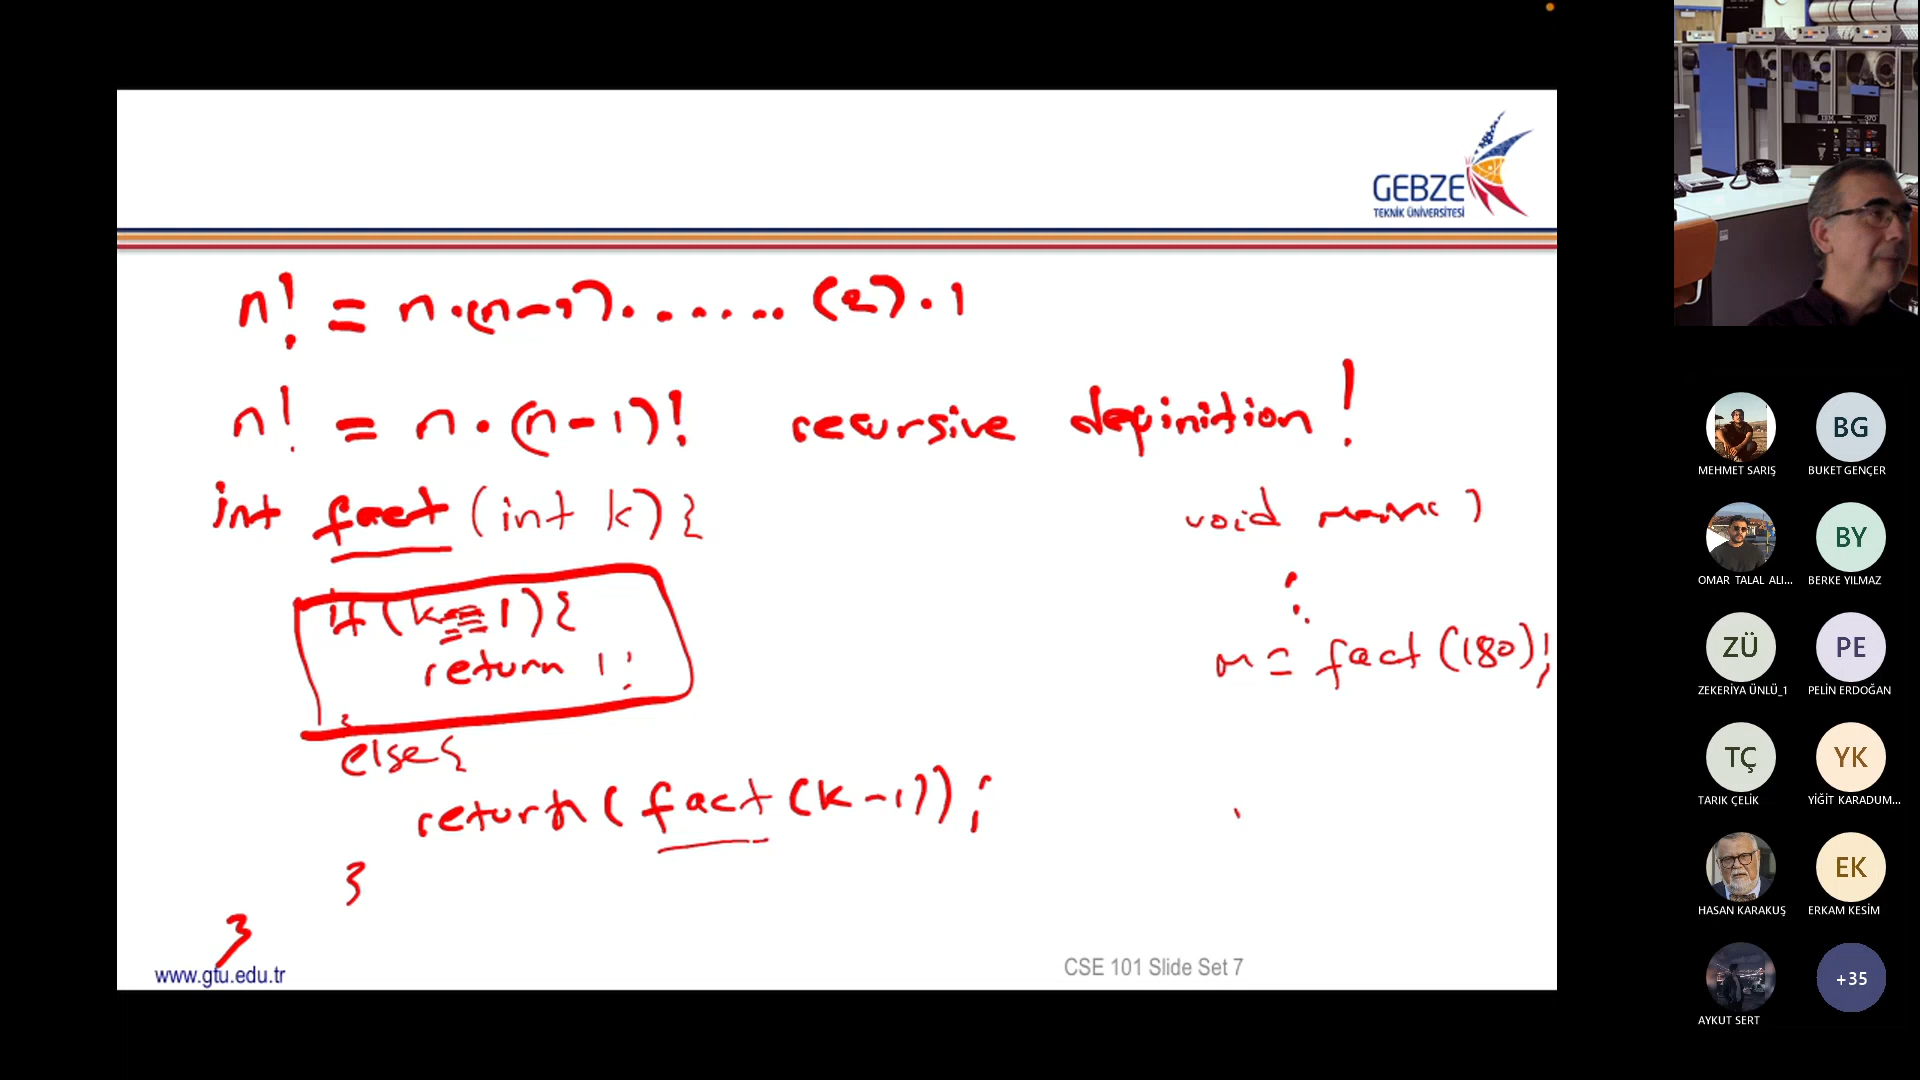 GEBZE
TEKNİK ÜNİVERSİTESİ
n! = n.(n-1)....... (2).1
n! = n.(n-1)! recursive definition!
int fact (int k) {
if (k==1) {
return 1;
}
else {
return (fact (k-1));
}
}
void main( )
:
m = fact (180);
www.gtu.edu.tr
CSE 101 Slide Set 7
IBM
MEHMET SARIŞ
BG
BUKET GENÇER
OMAR TALAL ALI...
BY
BERKE YILMAZ
ZÜ
ZEKERİYA ÜNLÜ_1
PE
PELİN ERDOĞAN
TÇ
TARIK ÇELİK
YK
YİĞİT KARADUM...
HASAN KARAKUŞ
EK
ERKAM KESİM
AYKUT SERT
+35